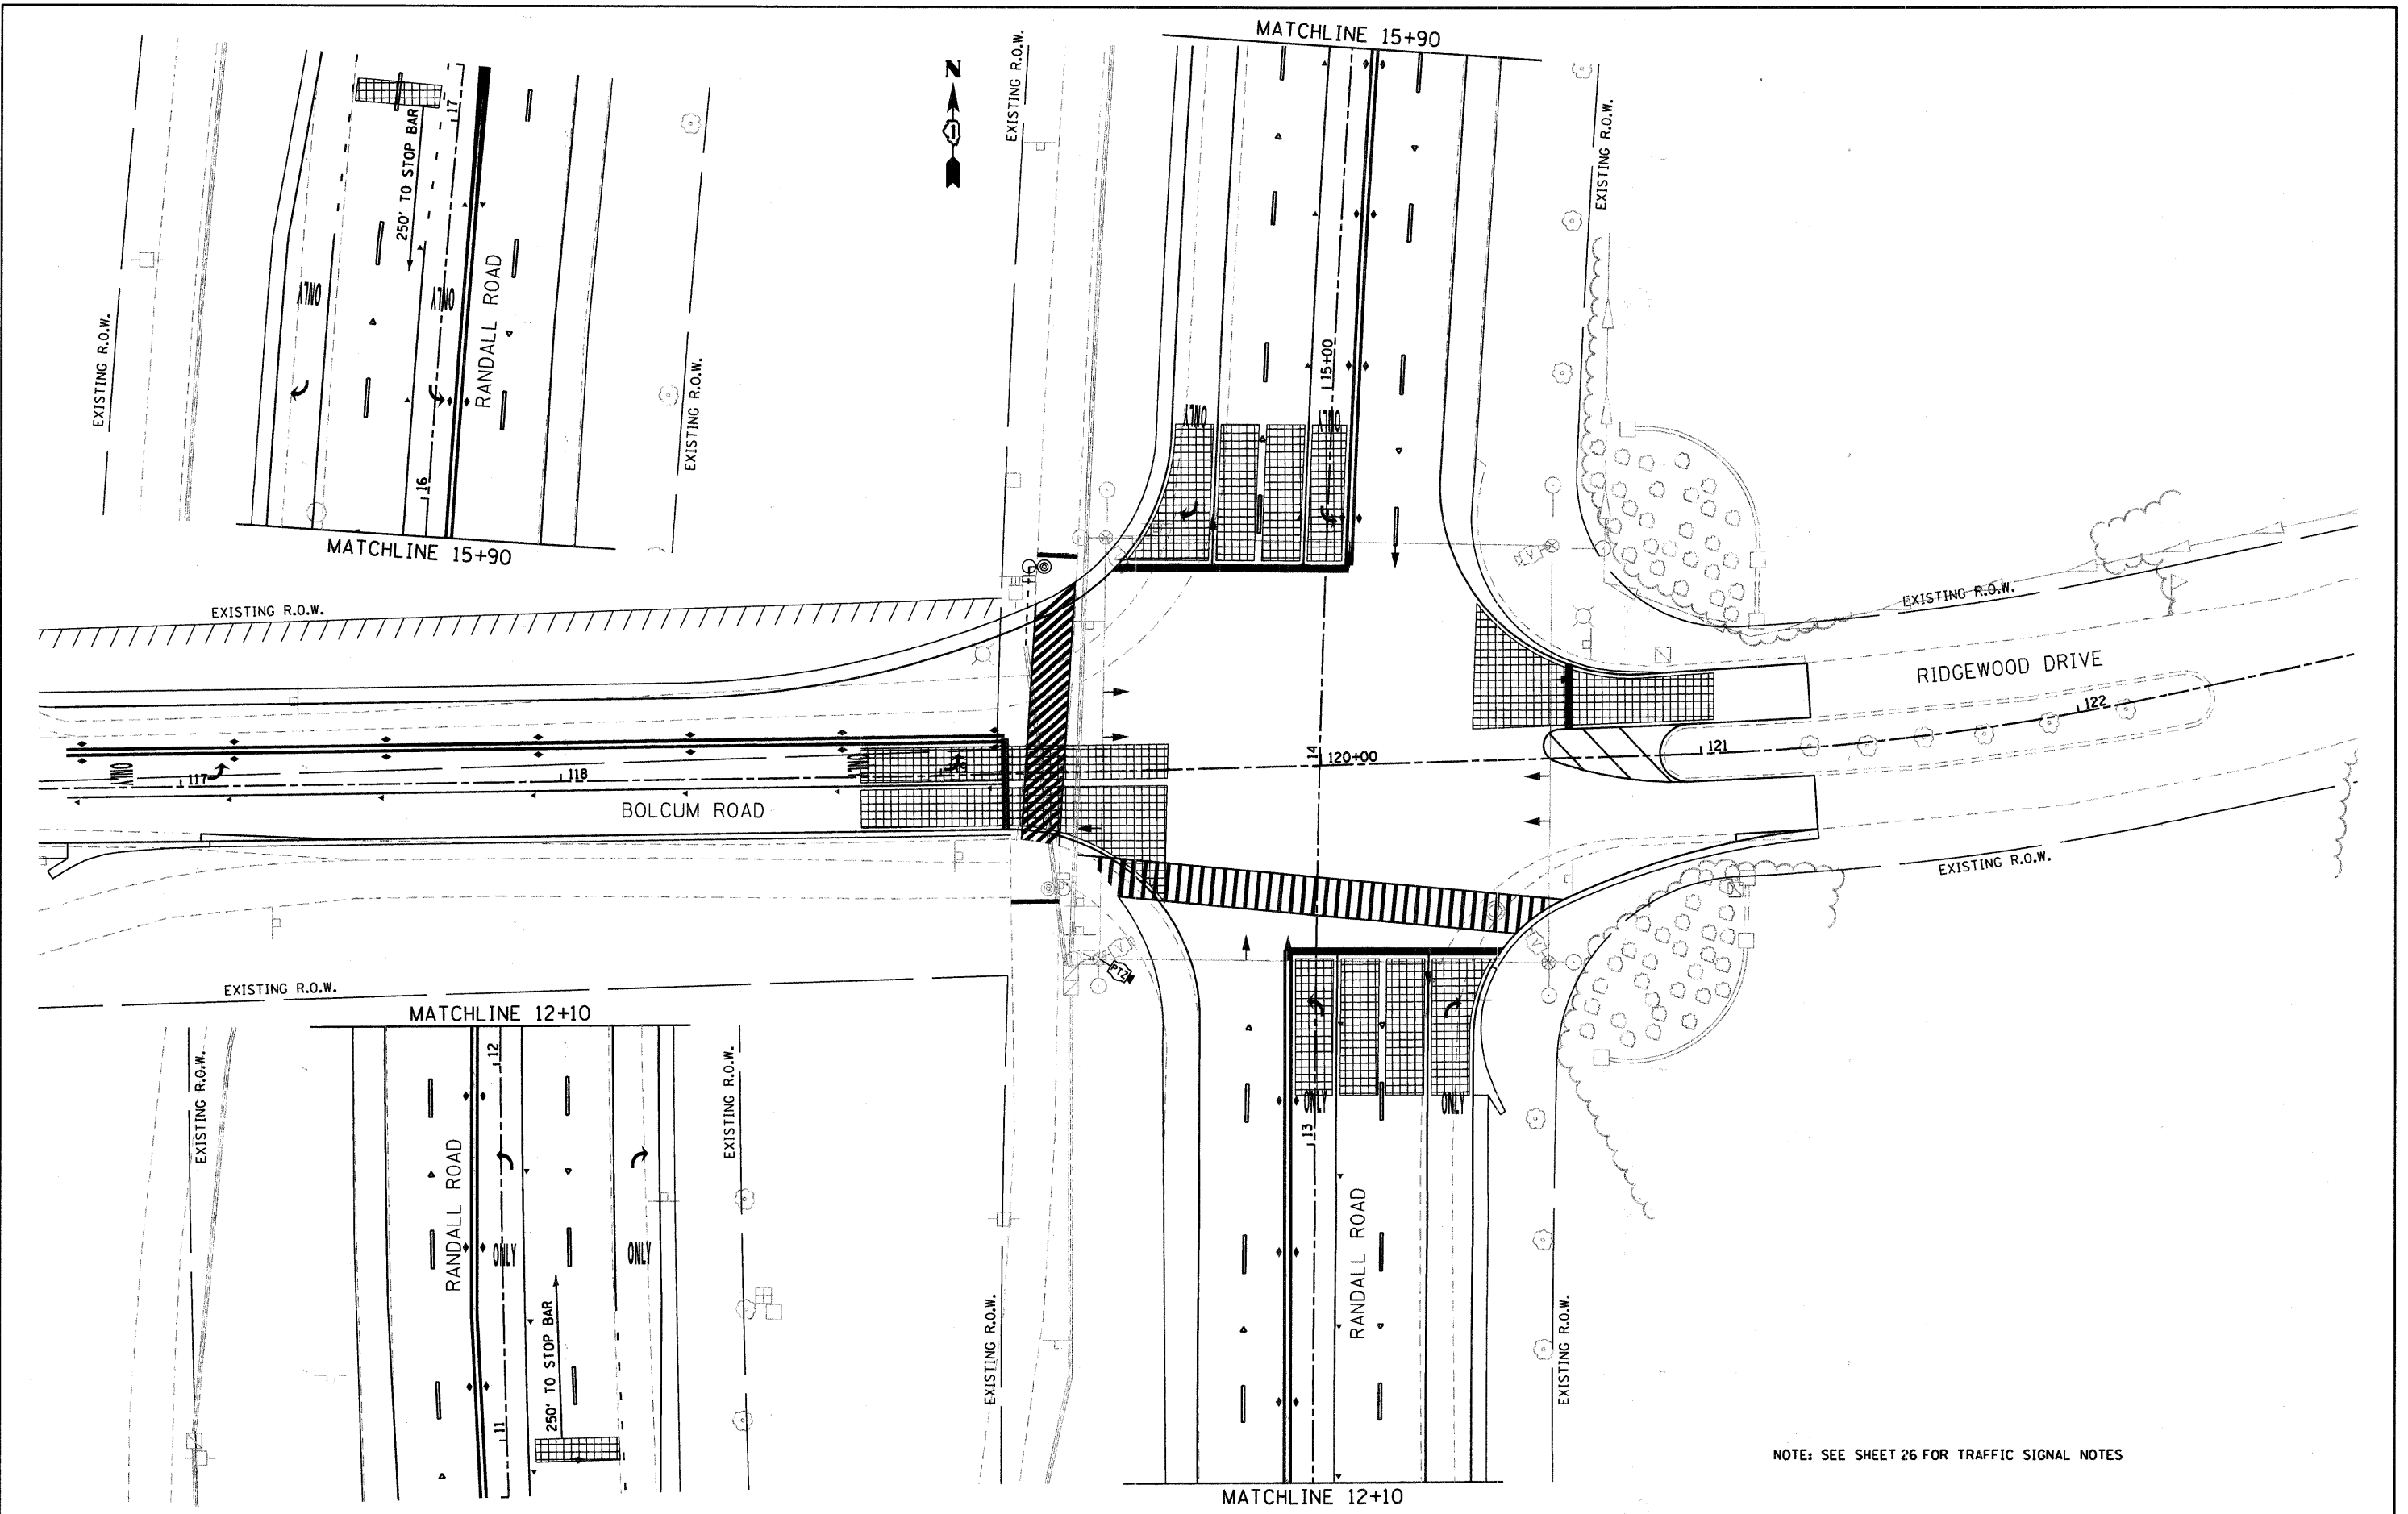 MATCHLINE 15+90
EXISTING R.O.W.
17
250' TO STOP BAR
ONLY
ONLY
RANDALL ROAD
EXISTING R.O.W.
16
MATCHLINE 15+90
N
EXISTING R.O.W.
EXISTING R.O.W.
15+00
ONLY
ONLY
EXISTING R.O.W.
EXISTING R.O.W.
RIDGEWOOD DRIVE
122
121
14
120+00
ONLY
117
118
ONLY
BOLCUM ROAD
EXISTING R.O.W.
EXISTING R.O.W.
V
V
V
PTZ
MATCHLINE 12+10
EXISTING R.O.W.
12
EXISTING R.O.W.
RANDALL ROAD
ONLY
ONLY
250' TO STOP BAR
11
EXISTING R.O.W.
ONLY
ONLY
13
RANDALL ROAD
EXISTING R.O.W.
MATCHLINE 12+10
NOTE: SEE SHEET 26 FOR TRAFFIC SIGNAL NOTES